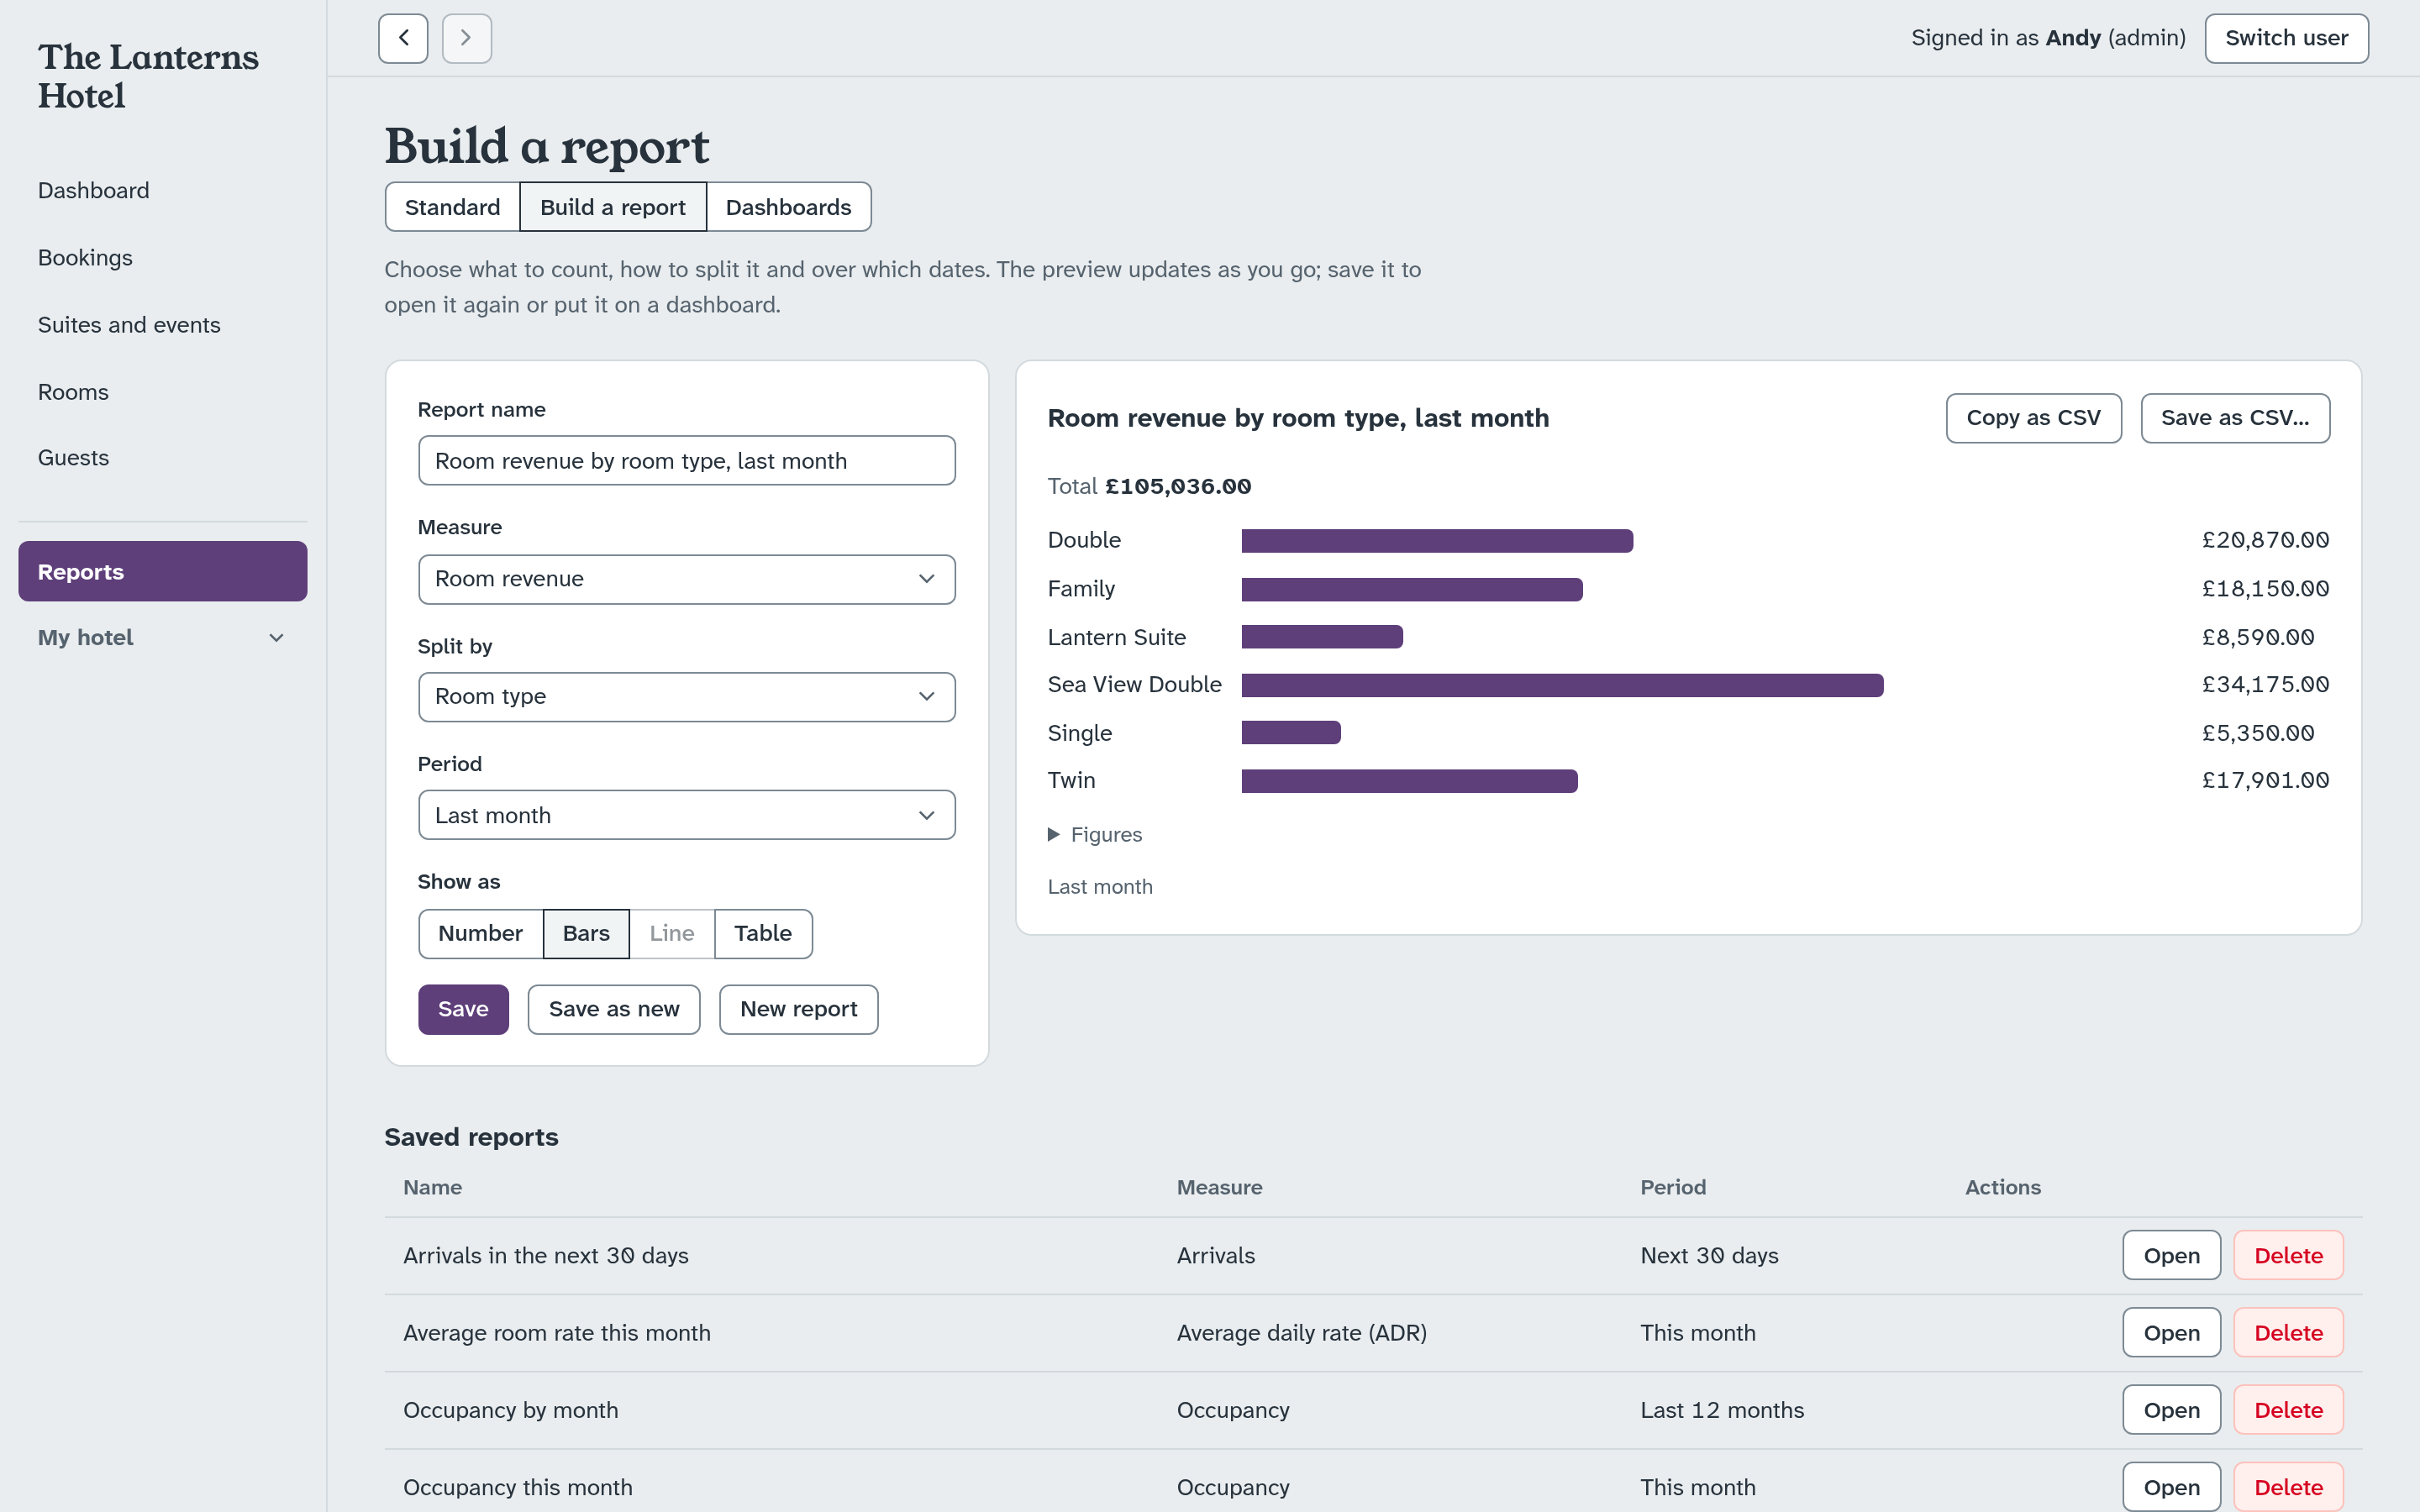 The Lanterns
Hotel
Dashboard
Bookings
Suites and events
Rooms
Guests
Reports
My hotel
Signed in as Andy (admin)
Switch user
Build a report
Standard
Build a report
Dashboards
Choose what to count, how to split it and over which dates. The preview updates as you go; save it to
open it again or put it on a dashboard.
Report name
Room revenue by room type, last month
Measure
Room revenue
Split by
Room type
Period
Last month
Show as
Number
Bars
Line
Table
Save
Save as new
New report
Room revenue by room type, last month
Copy as CSV
Save as CSV...
Total £105,036.00
Double £20,870.00
Family £18,150.00
Lantern Suite £8,590.00
Sea View Double £34,175.00
Single £5,350.00
Twin £17,901.00
Figures
Last month
Saved reports
Name Measure Period Actions
Arrivals in the next 30 days Arrivals Next 30 days Open Delete
Average room rate this month Average daily rate (ADR) This month Open Delete
Occupancy by month Occupancy Last 12 months Open Delete
Occupancy this month Occupancy This month Open Delete